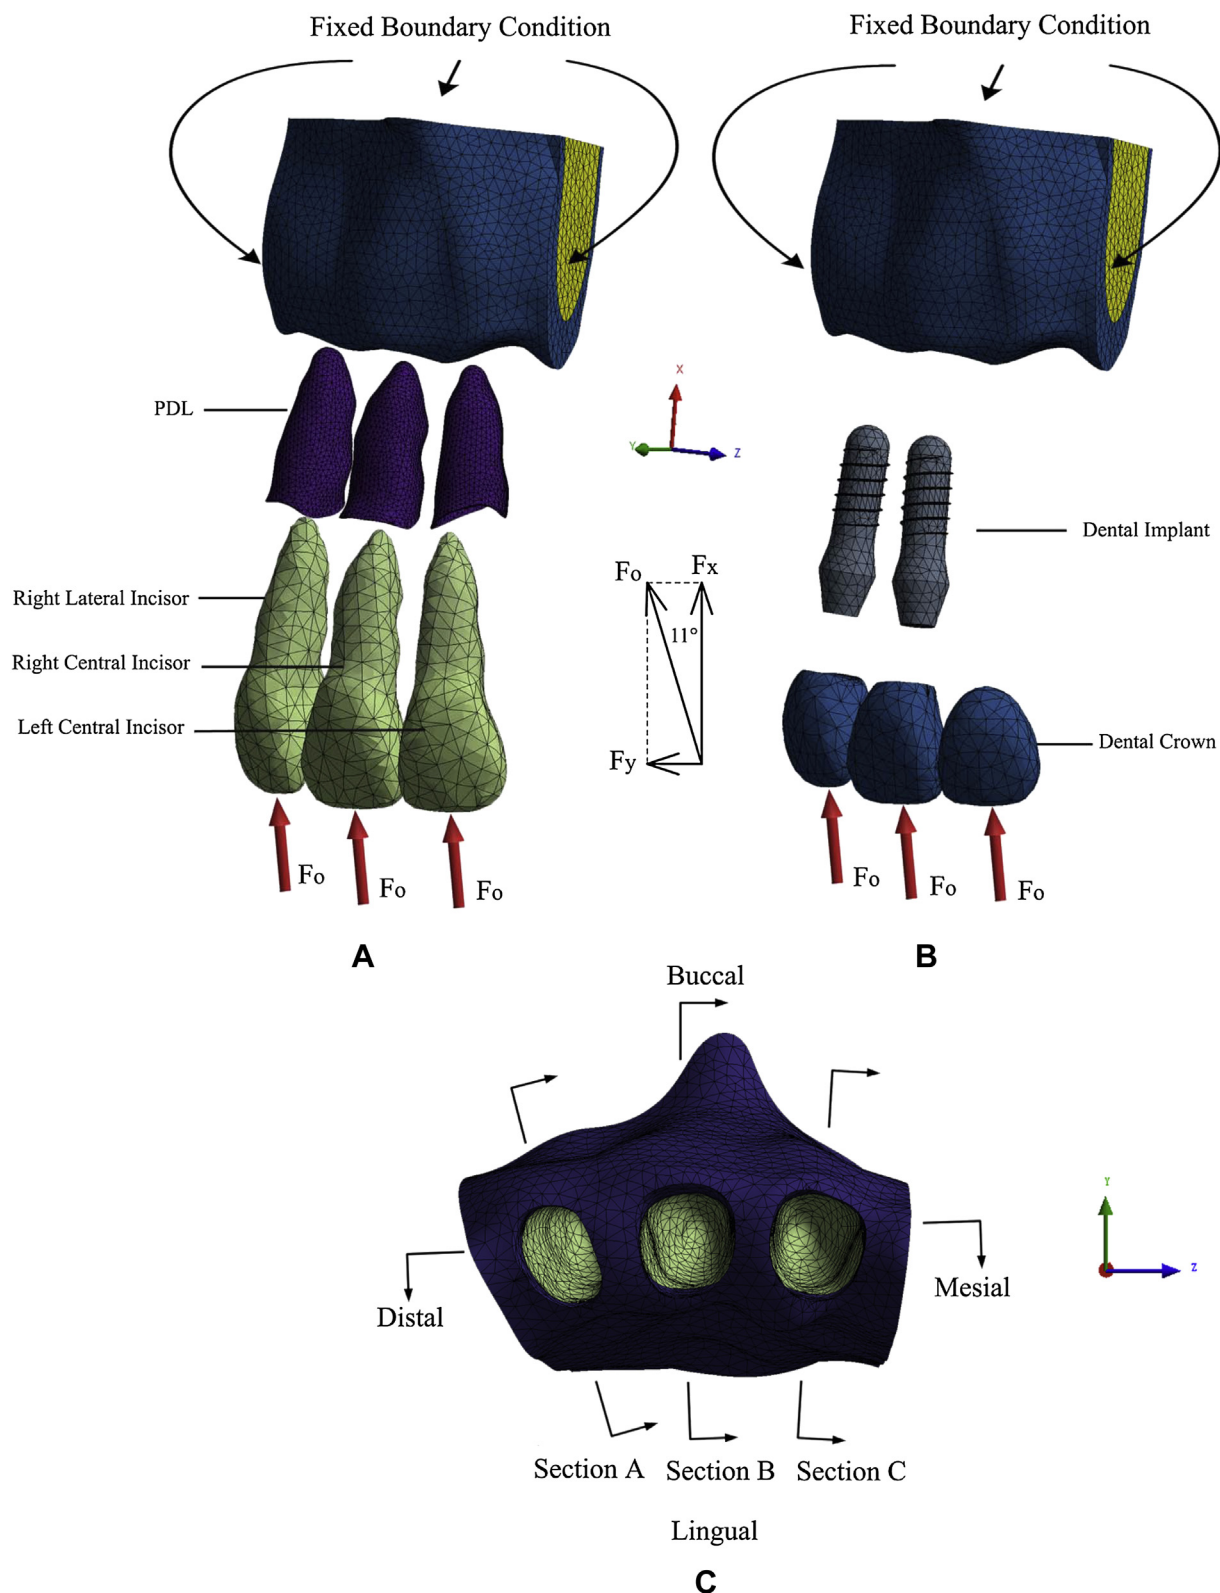 Fixed Boundary Condition
Fixed Boundary Condition
PDL
X
Y
Z
Dental Implant
Fo
Fx
11°
Fy
Right Lateral Incisor
Right Central Incisor
Left Central Incisor
Dental Crown
Fo
Fo
Fo
Fo
Fo
Fo
A
B
Buccal
Y
Z
Distal
Mesial
Section A
Section B
Section C
Lingual
C